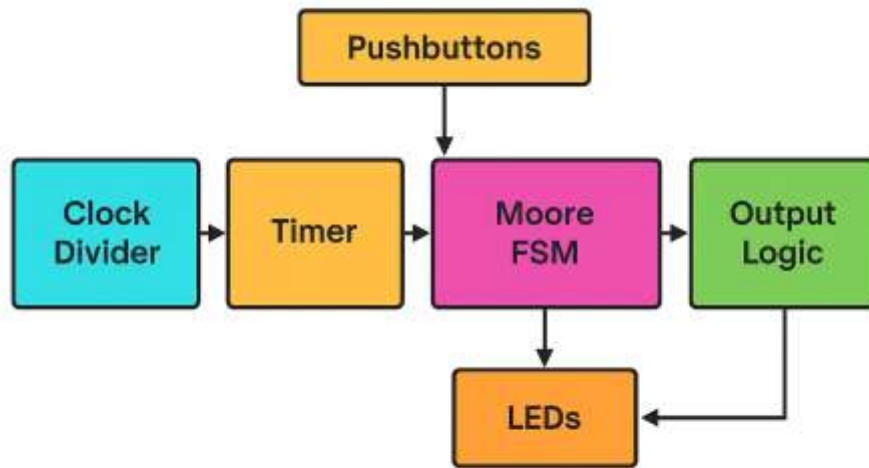 Pushbuttons
Clock
Divider
Timer
Moore
FSM
Output
Logic
LEDs